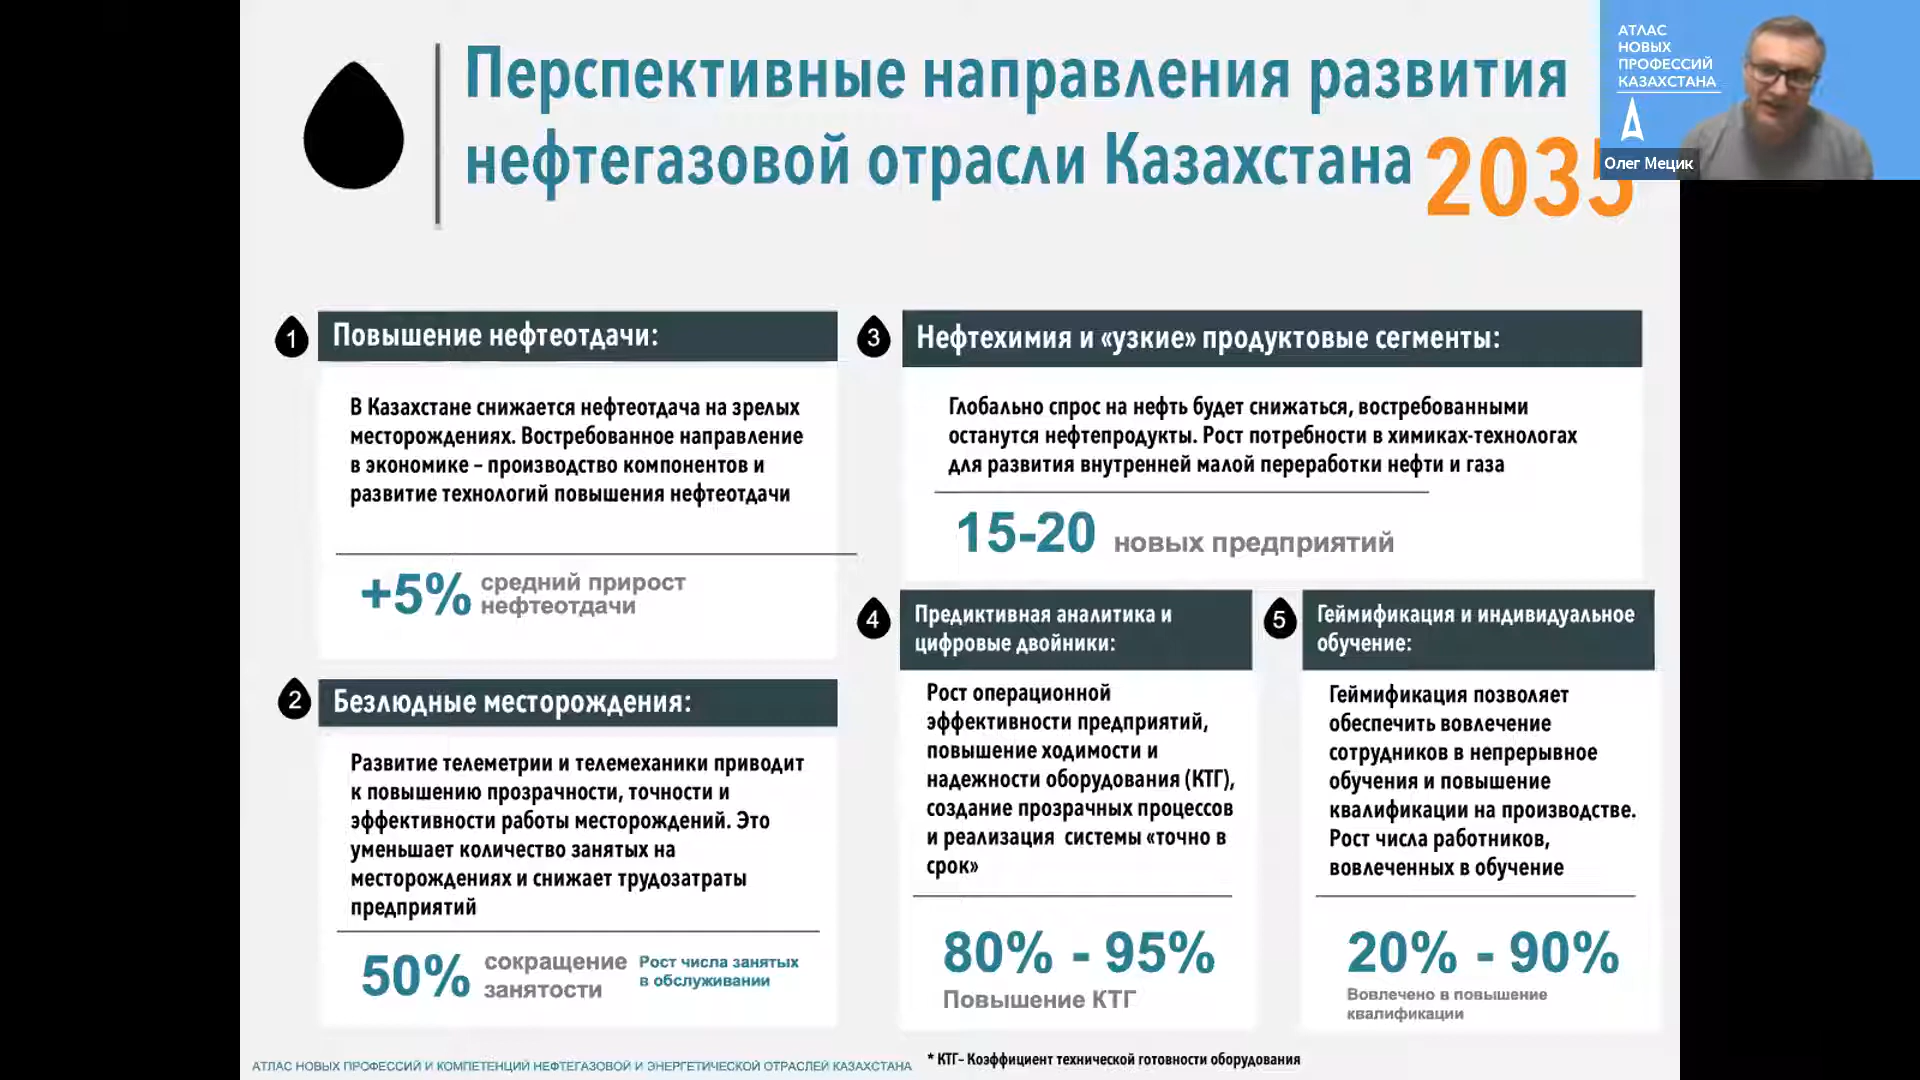 Перспективные направления развития
нефтегазовой отрасли Казахстана 2035
АТЛАС
НОВЫХ
ПРОФЕССИЙ
КАЗАХСТАНА
Олег Мецик
1
Повышение нефтеотдачи:
В Казахстане снижается нефтеотдача на зрелых
месторождениях. Востребованное направление
в экономике – производство компонентов и
развитие технологий повышения нефтеотдачи
+5% средний прирост
нефтеотдачи
2
Безлюдные месторождения:
Развитие телеметрии и телемеханики приводит
к повышению прозрачности, точности и
эффективности работы месторождений. Это
уменьшает количество занятых на
месторождениях и снижает трудозатраты
предприятий
50% сокращение
занятости
Рост числа занятых
в обслуживании
3
Нефтехимия и «узкие» продуктовые сегменты:
Глобально спрос на нефть будет снижаться, востребованными
останутся нефтепродукты. Рост потребности в химиках-технологах
для развития внутренней малой переработки нефти и газа
15-20 новых предприятий
4
Предиктивная аналитика и
цифровые двойники:
Рост операционной
эффективности предприятий,
повышение ходимости и
надежности оборудования (КТГ),
создание прозрачных процессов
и реализация системы «точно в
срок»
80% - 95%
Повышение КТГ
5
Геймификация и индивидуальное
обучение:
Геймификация позволяет
обеспечить вовлечение
сотрудников в непрерывное
обучения и повышение
квалификации на производстве.
Рост числа работников,
вовлеченных в обучение
20% - 90%
Вовлечено в повышение
квалификации
АТЛАС НОВЫХ ПРОФЕССИЙ И КОМПЕТЕНЦИЙ НЕФТЕГАЗОВОЙ И ЭНЕРГЕТИЧЕСКОЙ ОТРАСЛЕЙ КАЗАХСТАНА
* КТГ– Коэффициент технической готовности оборудования